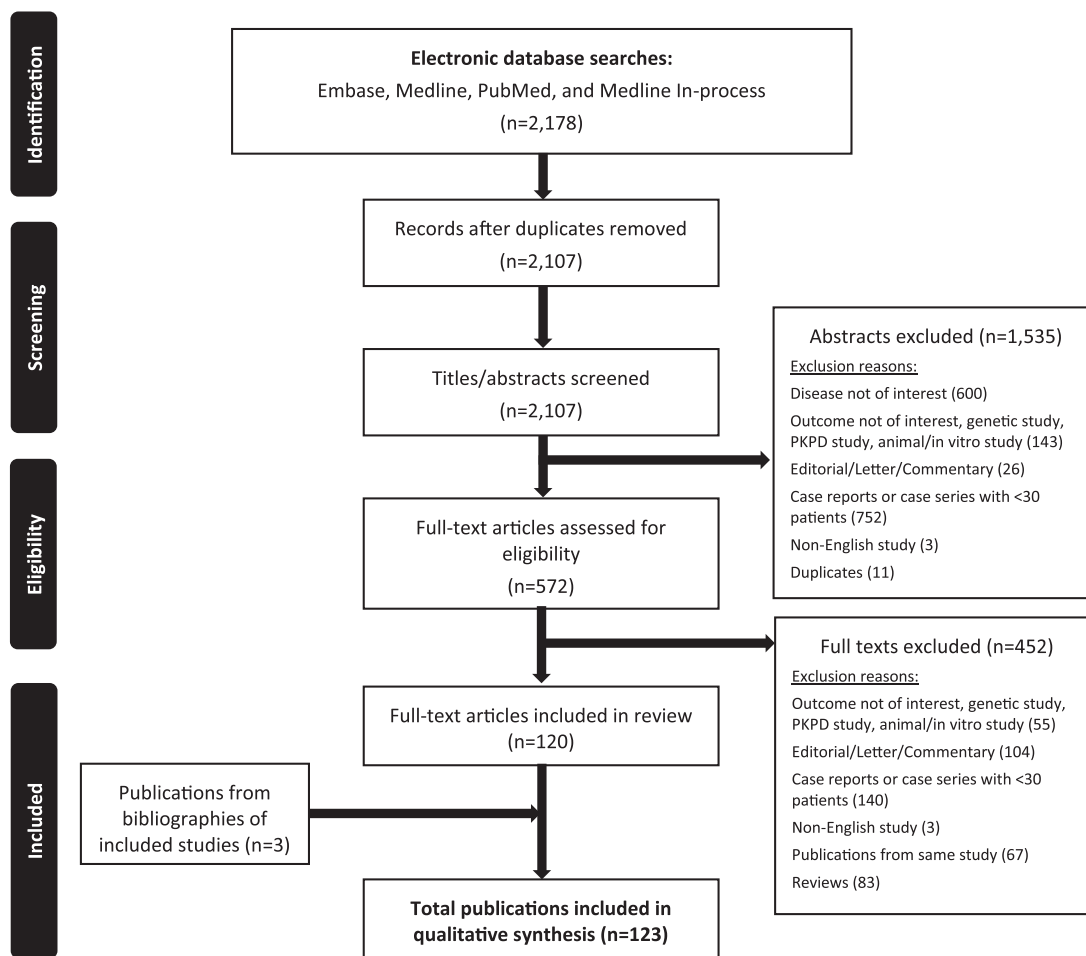 Identification
Electronic database searches:
Embase, Medline, PubMed, and Medline In-process
(n=2,178)
Screening
Records after duplicates removed
(n=2,107)
Titles/abstracts screened
(n=2,107)
Abstracts excluded (n=1,535)
Exclusion reasons:
Disease not of interest (600)
Outcome not of interest, genetic study,
PKPD study, animal/in vitro study (143)
Editorial/Letter/Commentary (26)
Case reports or case series with <30
patients (752)
Non-English study (3)
Duplicates (11)
Eligibility
Full-text articles assessed for
eligibility
(n=572)
Full texts excluded (n=452)
Exclusion reasons:
Outcome not of interest, genetic study,
PKPD study, animal/in vitro study (55)
Editorial/Letter/Commentary (104)
Case reports or case series with <30
patients (140)
Non-English study (3)
Publications from same study (67)
Reviews (83)
Included
Full-text articles included in review
(n=120)
Publications from
bibliographies of
included studies (n=3)
Total publications included in
qualitative synthesis (n=123)